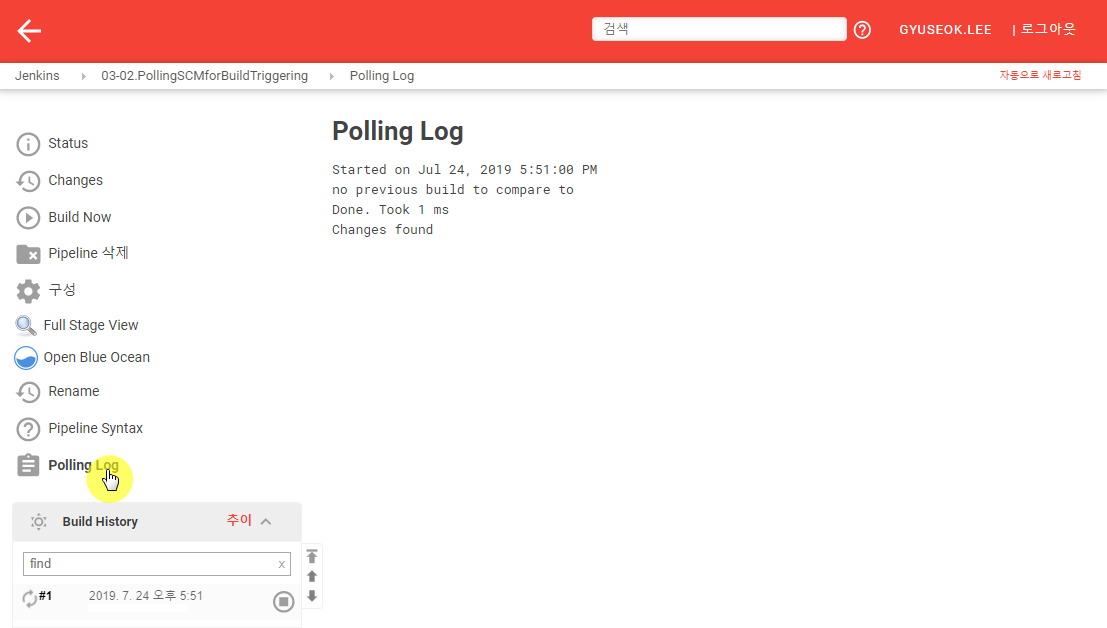 검색
GYUSEOK.LEE | 로그아웃
Jenkins 03-02.PollingSCMforBuildTriggering Polling Log
자동으로 새로고침
Status
Changes
Build Now
Pipeline 삭제
구성
Full Stage View
Open Blue Ocean
Rename
Pipeline Syntax
Polling Log
Build History 추이
find x
#1 2019. 7. 24 오후 5:51
Polling Log
Started on Jul 24, 2019 5:51:00 PM
no previous build to compare to
Done. Took 1 ms
Changes found